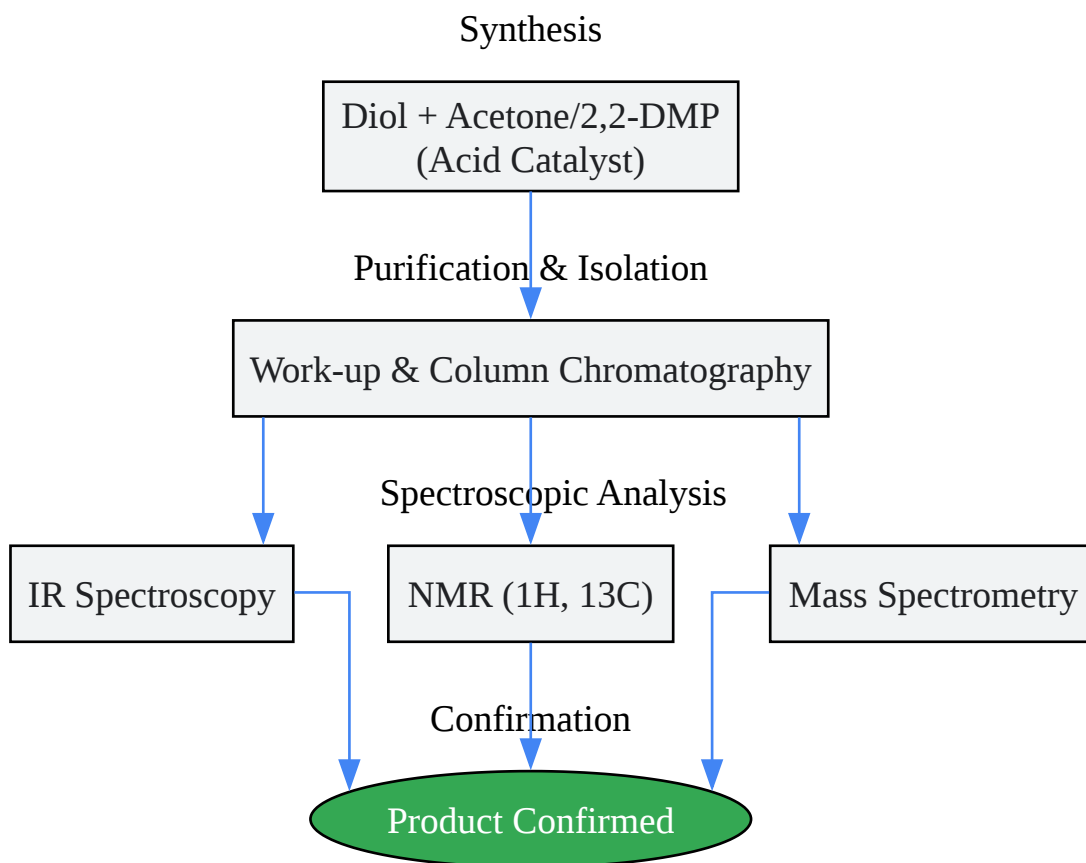 Synthesis
Diol + Acetone/2,2-DMP
(Acid Catalyst)
Purification & Isolation
Work-up & Column Chromatography
Spectroscopic Analysis
IR Spectroscopy
NMR (1H, 13C)
Mass Spectrometry
Confirmation
Product Confirmed